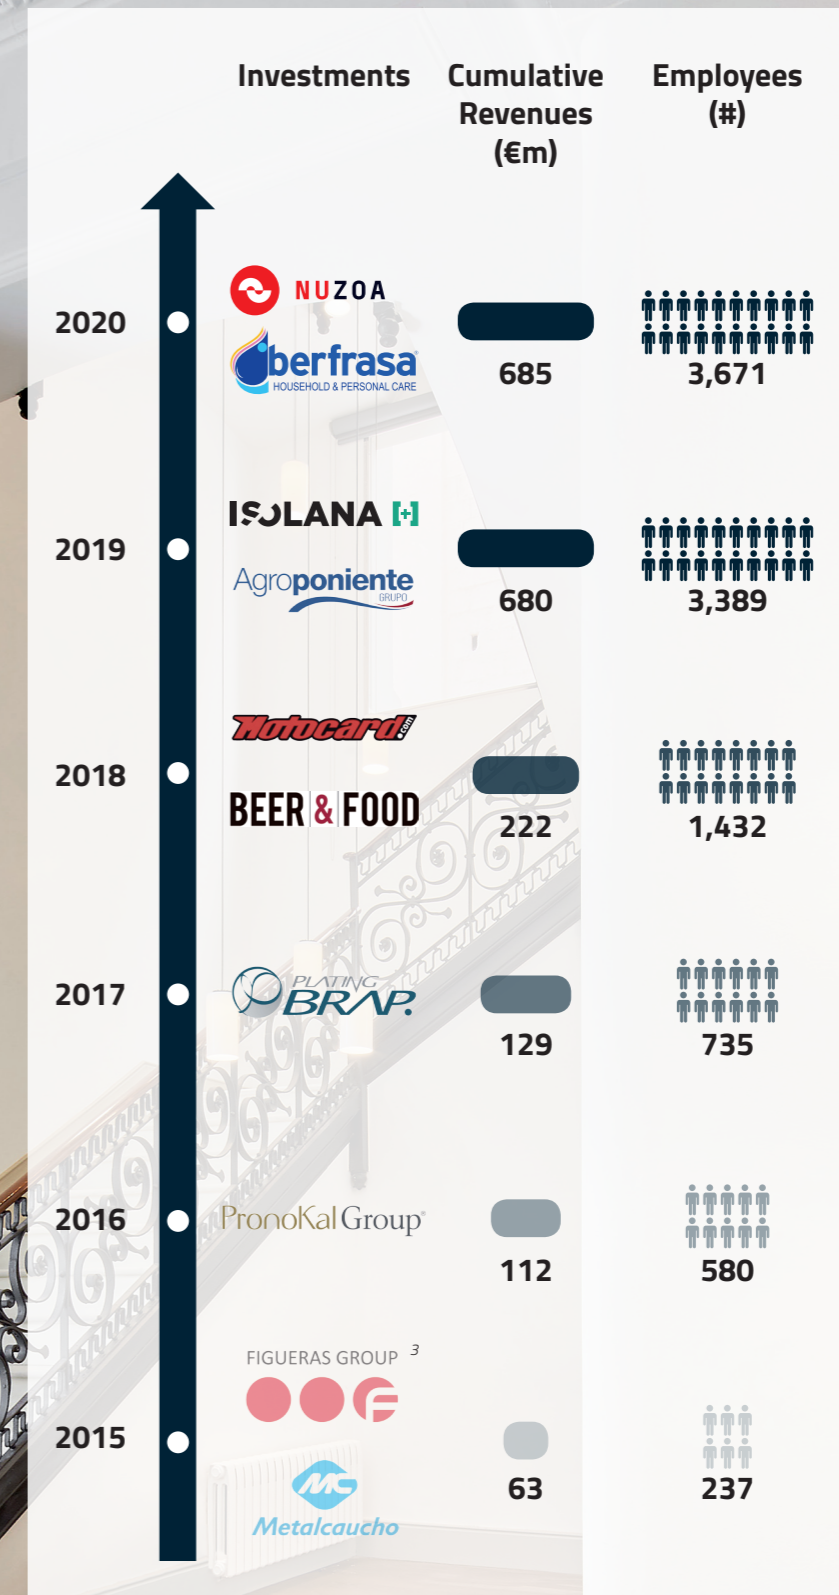 Investments
Cumulative
Revenues
(€m)
Employees
(#)
2020
NUZOA
berfrasa
HOUSEHOLD & PERSONAL CARE
685
3,671
2019
ISOLANA [+]
Agroponiente
GRUPO
680
3,389
2018
Motocard!.com
BEER & FOOD
222
1,432
2017
PLATING
BRAP.
129
735
2016
PronoKal Group®
112
580
2015
FIGUERAS GROUP 3
F
MC
Metalcaucho
63
237